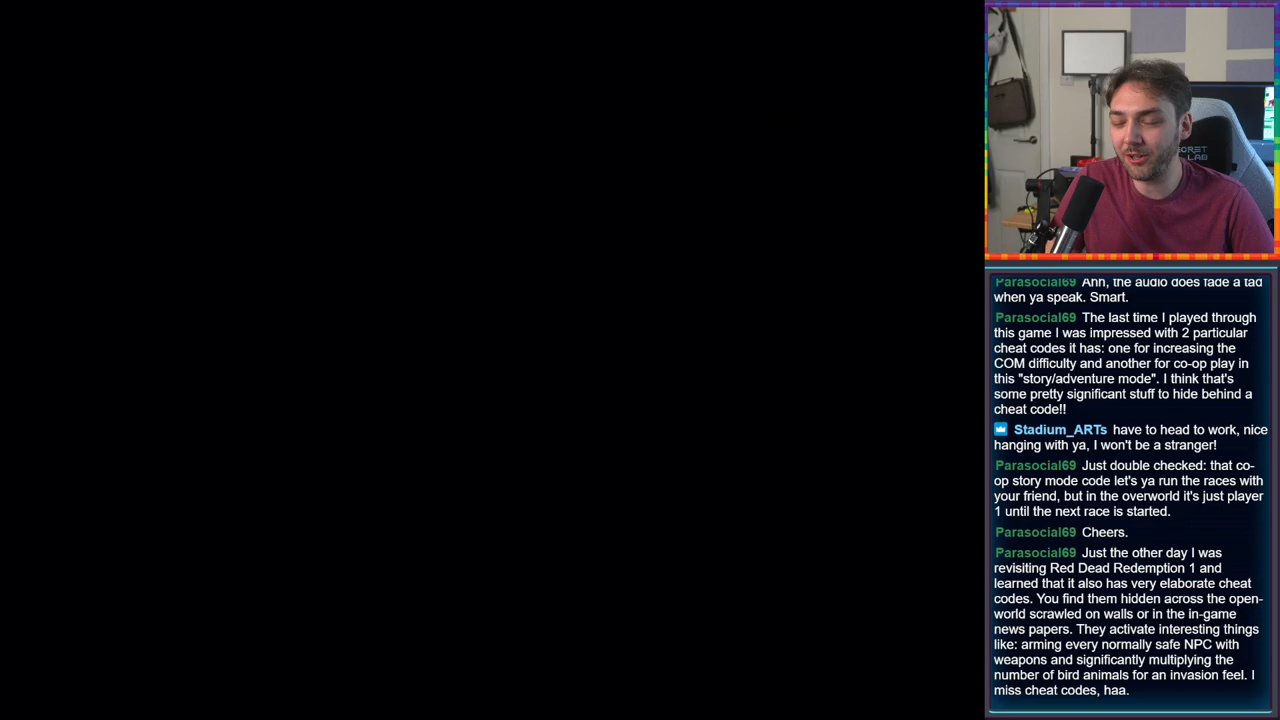 SECRET
LAB
Parasocial69 Ahh, the audio does fade a tad
when ya speak. Smart.
Parasocial69 The last time I played through
this game I was impressed with 2 particular
cheat codes it has: one for increasing the
COM difficulty and another for co-op play in
this "story/adventure mode". I think that's
some pretty significant stuff to hide behind a
cheat code!!
Stadium_ARTs have to head to work, nice
hanging with ya, I won't be a stranger!
Parasocial69 Just double checked: that co-
op story mode code let's ya run the races with
your friend, but in the overworld it's just player
1 until the next race is started.
Parasocial69 Cheers.
Parasocial69 Just the other day I was
revisiting Red Dead Redemption 1 and
learned that it also has very elaborate cheat
codes. You find them hidden across the open-
world scrawled on walls or in the in-game
news papers. They activate interesting things
like: arming every normally safe NPC with
weapons and significantly multiplying the
number of bird animals for an invasion feel. I
miss cheat codes, haa.